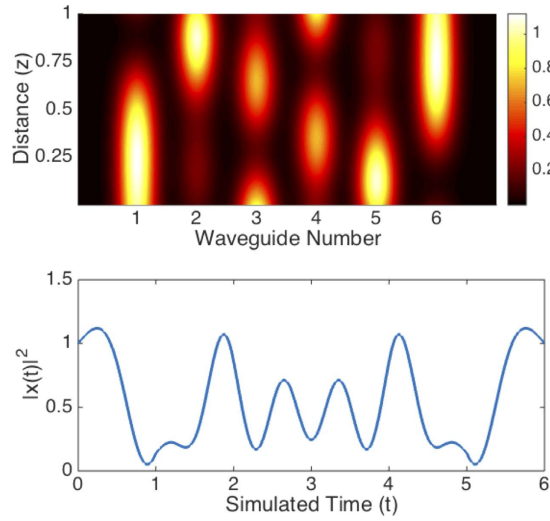 1
0.75
0.5
0.25
Distance (z)
1 2 3 4 5 6
Waveguide Number
1
0.8
0.6
0.4
0.2
1.5
1
0.5
0
|x(t)|²
0 1 2 3 4 5 6
Simulated Time (t)